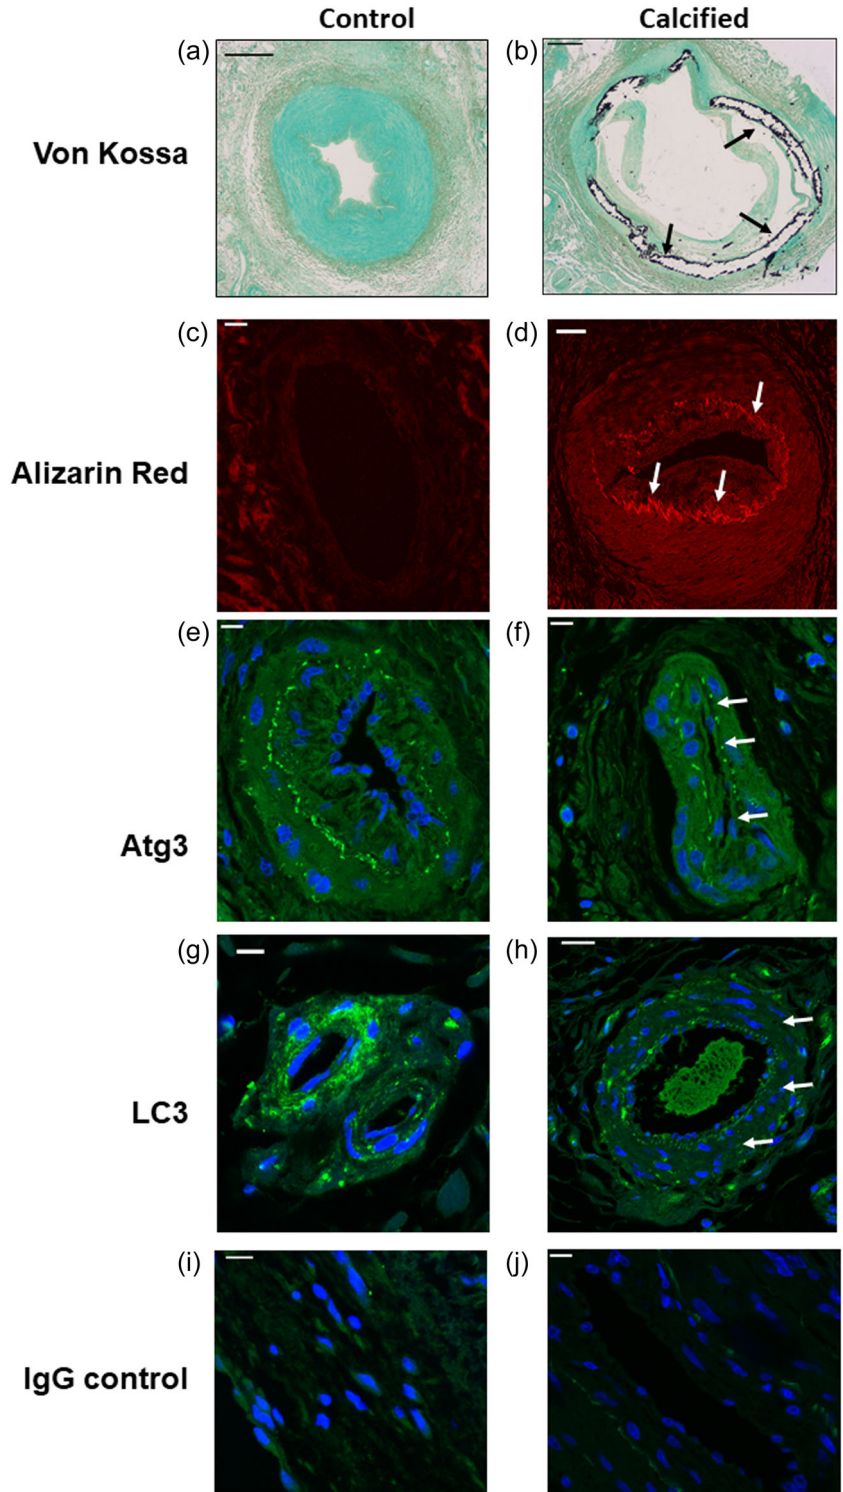 Control Calcified
(a) (b)
Von Kossa
(c) (d)
Alizarin Red
(e) (f)
Atg3
(g) (h)
LC3
(i) (j)
IgG control